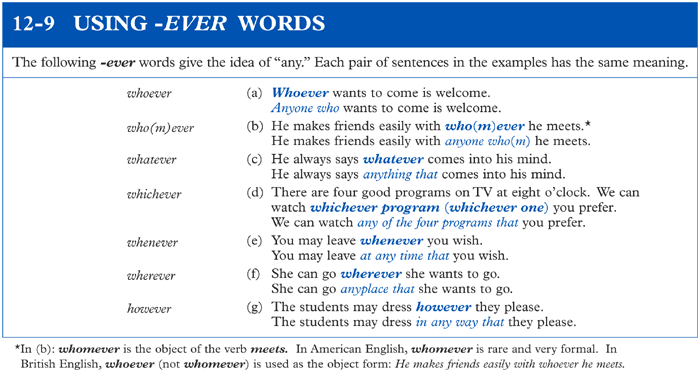 12-9 USING -EVER WORDS
The following -ever words give the idea of “any.” Each pair of sentences in the examples has the same meaning.
whoever (a) Whoever wants to come is welcome.
Anyone who wants to come is welcome.
who(m)ever (b) He makes friends easily with who(m)ever he meets.*
He makes friends easily with anyone who(m) he meets.
whatever (c) He always says whatever comes into his mind.
He always says anything that comes into his mind.
whichever (d) There are four good programs on TV at eight o’clock. We can
watch whichever program (whichever one) you prefer.
We can watch any of the four programs that you prefer.
whenever (e) You may leave whenever you wish.
You may leave at any time that you wish.
wherever (f) She can go wherever she wants to go.
She can go anyplace that she wants to go.
however (g) The students may dress however they please.
The students may dress in any way that they please.
*In (b): whomever is the object of the verb meets. In American English, whomever is rare and very formal. In
British English, whoever (not whomever) is used as the object form: He makes friends easily with whoever he meets.